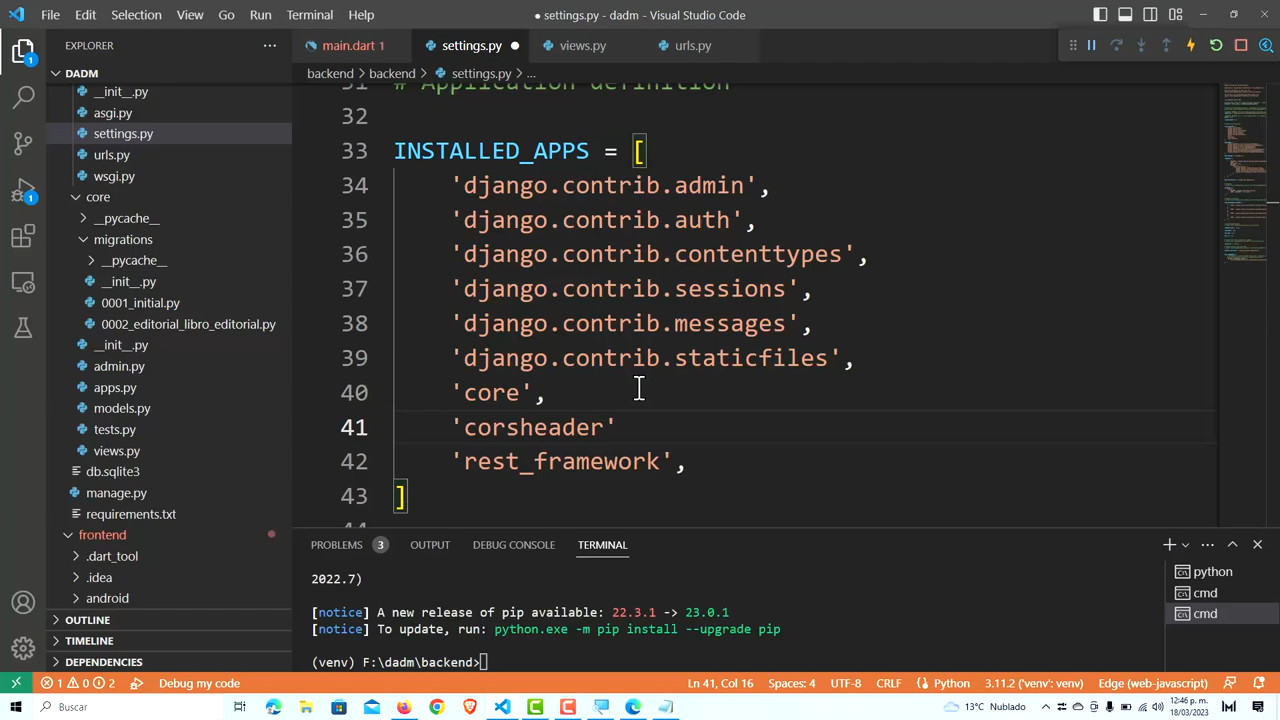 File Edit Selection View Go Run Terminal Help
● settings.py - dadm - Visual Studio Code
EXPLORER
main.dart 1
settings.py ●
views.py
urls.py
DADM
backend > backend > settings.py > ...
__init__.py
asgi.py
settings.py
urls.py
wsgi.py
core
__pycache__
migrations
__pycache__
__init__.py
0001_initial.py
0002_editorial_libro_editorial.py
__init__.py
admin.py
apps.py
models.py
tests.py
views.py
db.sqlite3
manage.py
requirements.txt
frontend
.dart_tool
.idea
android
OUTLINE
TIMELINE
DEPENDENCIES
31 # Application definition
32
33 INSTALLED_APPS = [
34 'django.contrib.admin',
35 'django.contrib.auth',
36 'django.contrib.contenttypes',
37 'django.contrib.sessions',
38 'django.contrib.messages',
39 'django.contrib.staticfiles',
40 'core',
41 'corsheader'
42 'rest_framework',
43 ]
44
PROBLEMS 3 OUTPUT DEBUG CONSOLE TERMINAL
2022.7)
[notice] A new release of pip available: 22.3.1 -> 23.0.1
[notice] To update, run: python.exe -m pip install --upgrade pip
(venv) F:\dadm\backend>
python
cmd
cmd
1 0 2 Debug my code
Ln 41, Col 16 Spaces: 4 UTF-8 CRLF Python 3.11.2 ('venv': venv) Edge (web-javascript)
Buscar
13°C Nublado
12:46 p. m.
18/03/2023